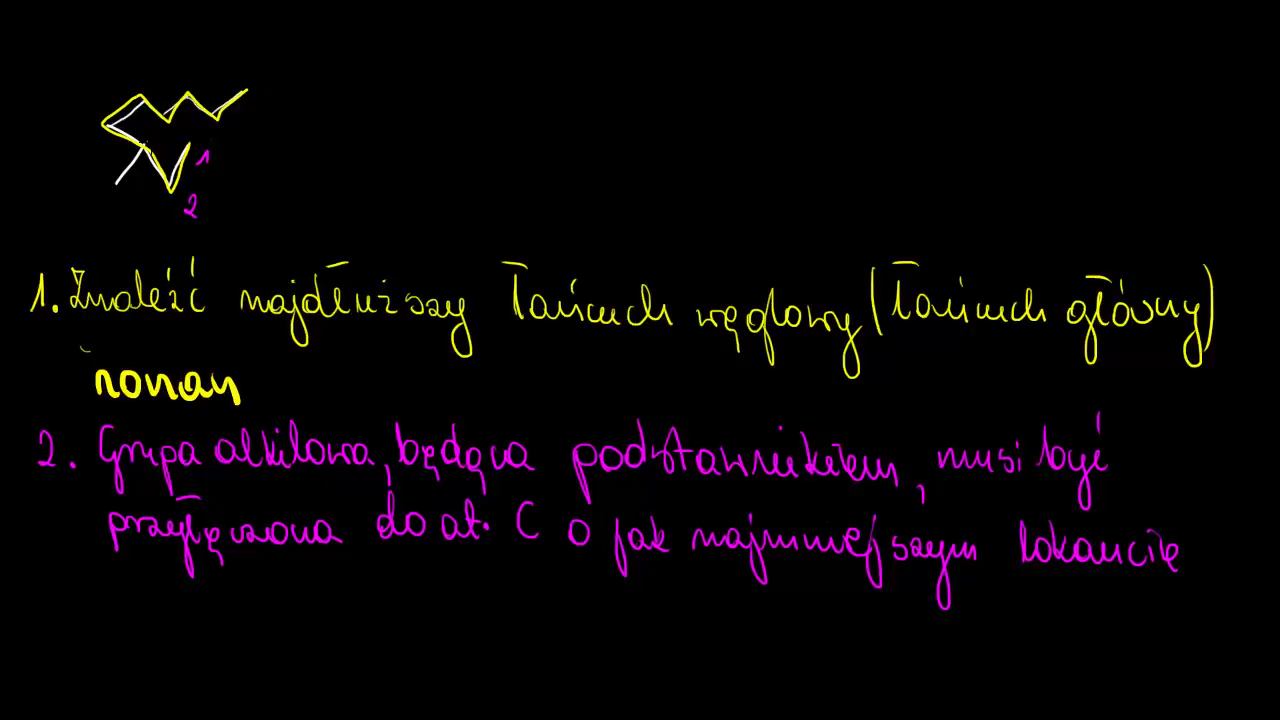 1
2
1. Znaleźć najdłuższy łańcuch węglowy (łańcuch główny)
nonan
2. Grupa alkilowa, będąca podstawnikiem, musi być
przyłączona do at. C o jak najmniejszym lokancie